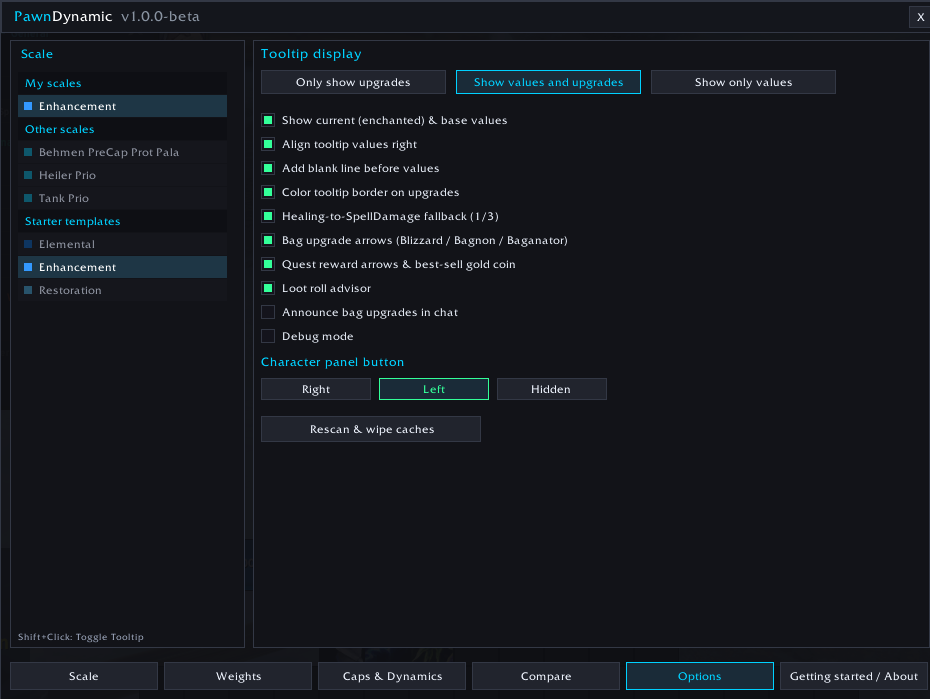 PawnDynamic v1.0.0-beta
X
Scale
My scales
Enhancement
Other scales
Behmen PreCap Prot Pala
Heiler Prio
Tank Prio
Starter templates
Elemental
Enhancement
Restoration
Shift+Click: Toggle Tooltip
Tooltip display
Only show upgrades
Show values and upgrades
Show only values
Show current (enchanted) & base values
Align tooltip values right
Add blank line before values
Color tooltip border on upgrades
Healing-to-SpellDamage fallback (1/3)
Bag upgrade arrows (Blizzard / Bagnon / Baganator)
Quest reward arrows & best-sell gold coin
Loot roll advisor
Announce bag upgrades in chat
Debug mode
Character panel button
Right
Left
Hidden
Rescan & wipe caches
Scale
Weights
Caps & Dynamics
Compare
Options
Getting started / About